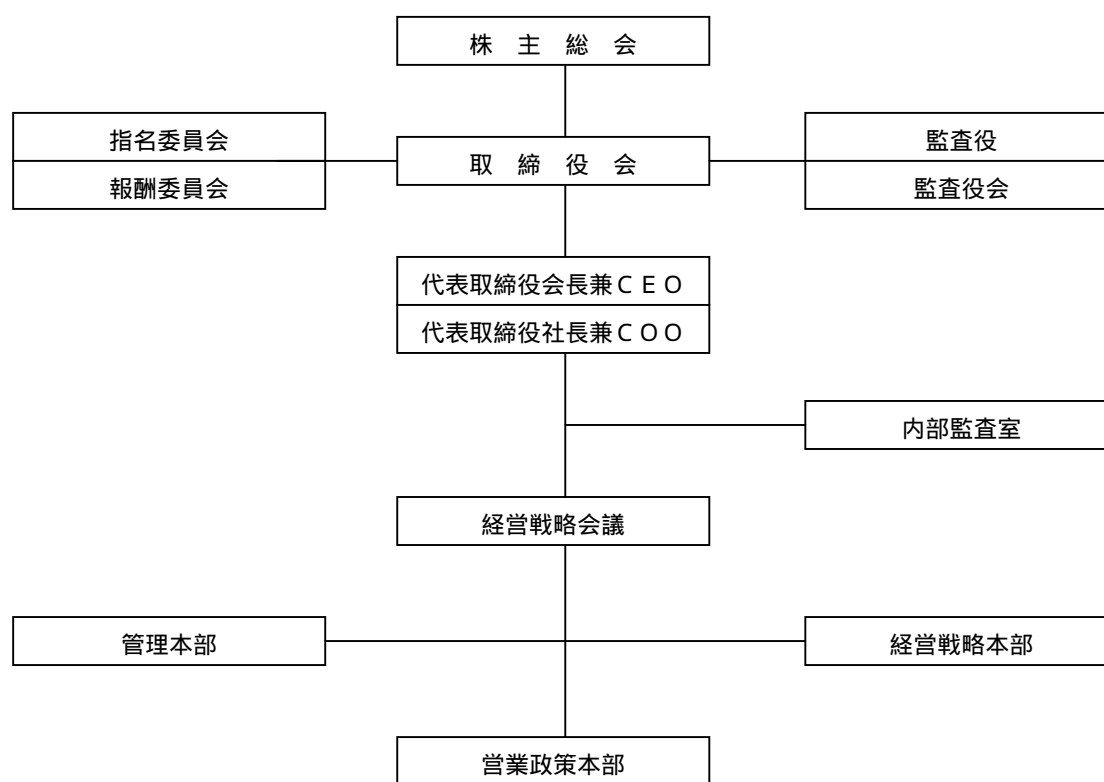 株　主　総　会
指名委員会
報酬委員会
取　締　役　会
監査役
監査役会
代表取締役会長兼ＣＥＯ
代表取締役社長兼ＣＯＯ
内部監査室
経営戦略会議
管理本部
経営戦略本部
営業政策本部